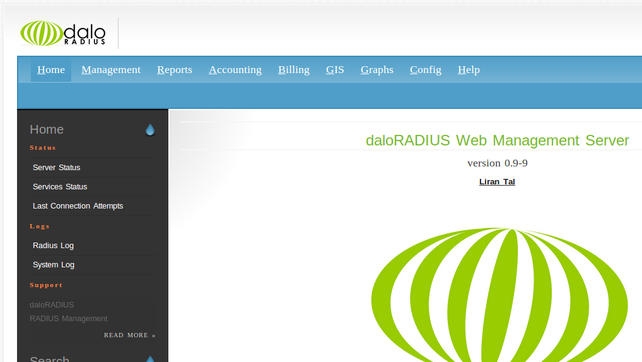 dalo
RADIUS
Home Management Reports Accounting Billing GIS Graphs Config Help
Home
Status
Server Status
Services Status
Last Connection Attempts
Logs
Radius Log
System Log
Support
daloRADIUS
RADIUS Management
READ MORE »
Search
daloRADIUS Web Management Server
version 0.9-9
Liran Tal